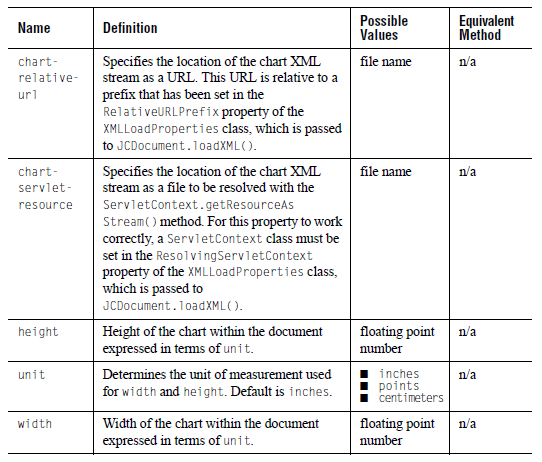 Name Definition Possible Values Equivalent Method
chart-relative-url
Specifies the location of the chart XML
stream as a URL. This URL is relative to a
prefix that has been set in the
RelativeURLPrefix property of the
XMLLoadProperties class, which is passed
to JCDocument.loadXML().
file name
n/a
chart-servlet-resource
Specifies the location of the chart XML
stream as a file to be resolved with the
ServletContext.getResourceAs
Stream() method. For this property to work
correctly, a ServletContext class must be
set in the ResolvingServletContext
property of the XMLLoadProperties class,
which is passed to
JCDocument.loadXML().
file name
n/a
height
Height of the chart within the document
expressed in terms of unit.
floating point
number
n/a
unit
Determines the unit of measurement used
for width and height. Default is inches.
■ inches
■ points
■ centimeters
n/a
width
Width of the chart within the document
expressed in terms of unit.
floating point
number
n/a